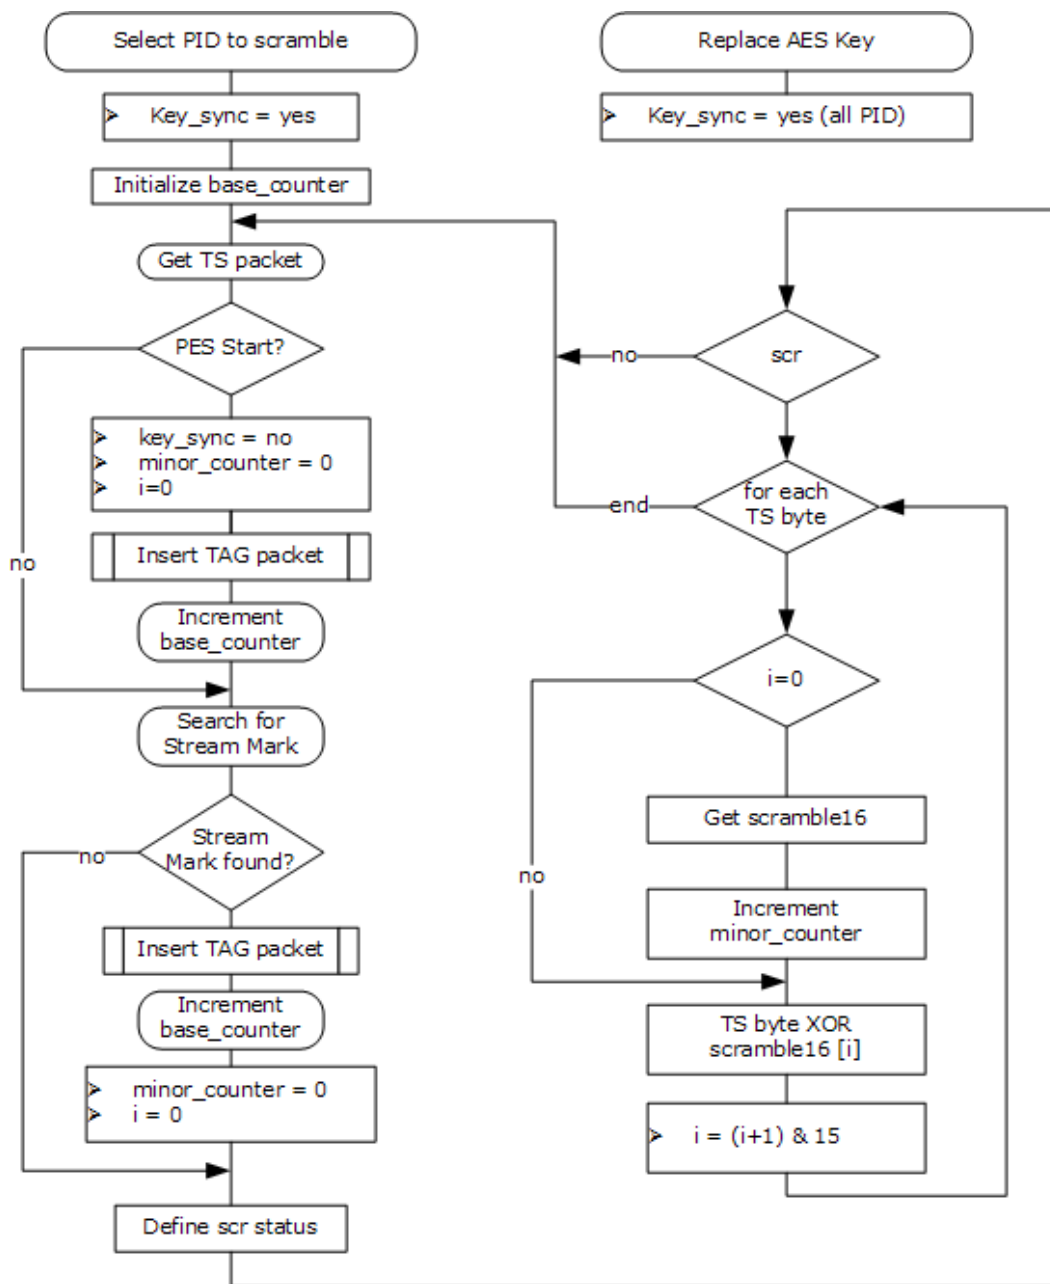 Select PID to scramble
Key_sync = yes
Initialize base_counter
Get TS packet
PES Start?
no
key_sync = no
minor_counter = 0
i=0
Insert TAG packet
Increment
base_counter
Search for
Stream Mark
Stream
Mark found?
no
Insert TAG packet
Increment
base_counter
minor_counter = 0
i = 0
Define scr status
Replace AES Key
Key_sync = yes (all PID)
scr
no
for each
TS byte
end
i=0
no
Get scramble16
Increment
minor_counter
TS byte XOR
scramble16 [i]
i = (i+1) & 15